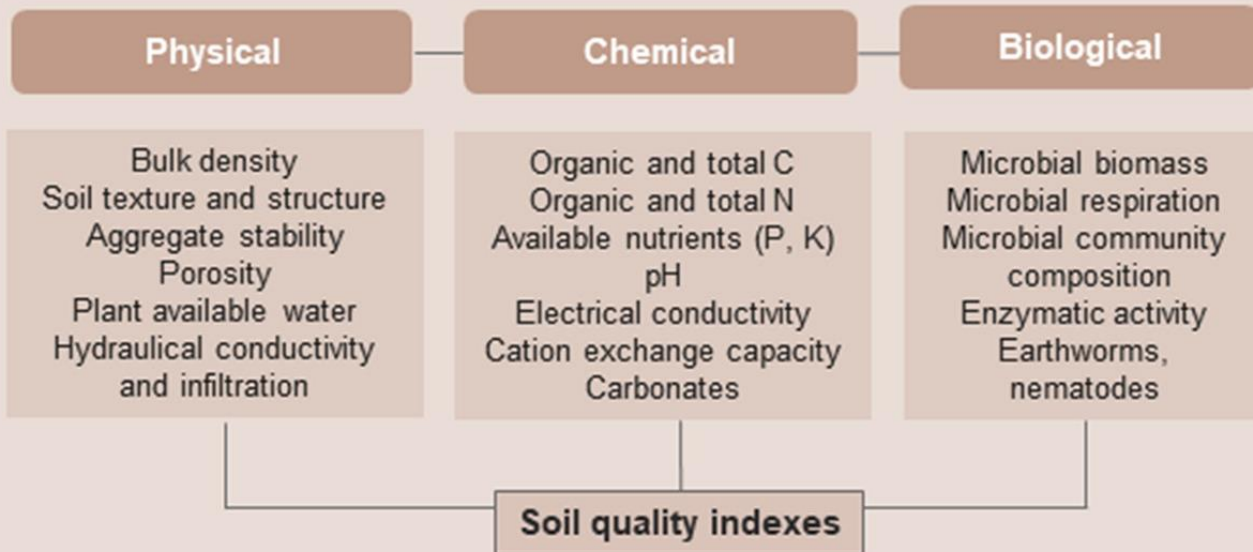 Physical
Chemical
Biological
Bulk density
Soil texture and structure
Aggregate stability
Porosity
Plant available water
Hydraulical conductivity
and infiltration
Organic and total C
Organic and total N
Available nutrients (P, K)
pH
Electrical conductivity
Cation exchange capacity
Carbonates
Microbial biomass
Microbial respiration
Microbial community
composition
Enzymatic activity
Earthworms,
nematodes
Soil quality indexes